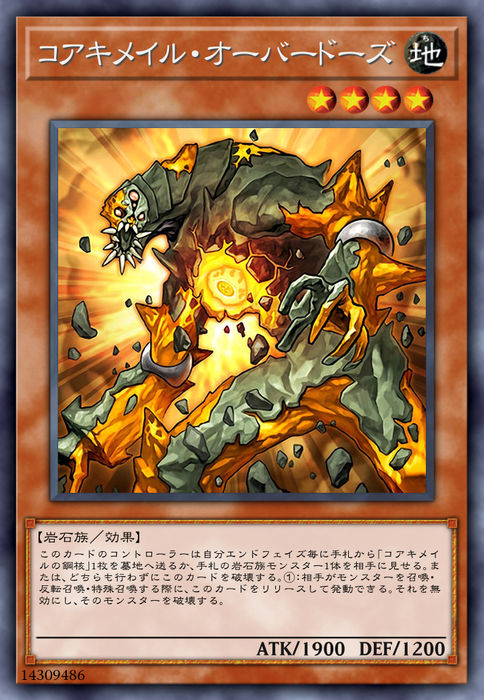 コアキメイル・オーバードーズ
ち
地
【岩石族/効果】
このカードのコントローラーは自分エンドフェイズ毎に手札から「コアキメイ
ルの鋼核」1枚を墓地へ送るか、手札の岩石族モンスター1体を相手に見せる。ま
たは、どちらも行わずにこのカードを破壊する。①:相手がモンスターを召喚・
反転召喚・特殊召喚する際に、このカードをリリースして発動できる。それを無
効にし、そのモンスターを破壊する。
ATK/1900 DEF/1200
14309486